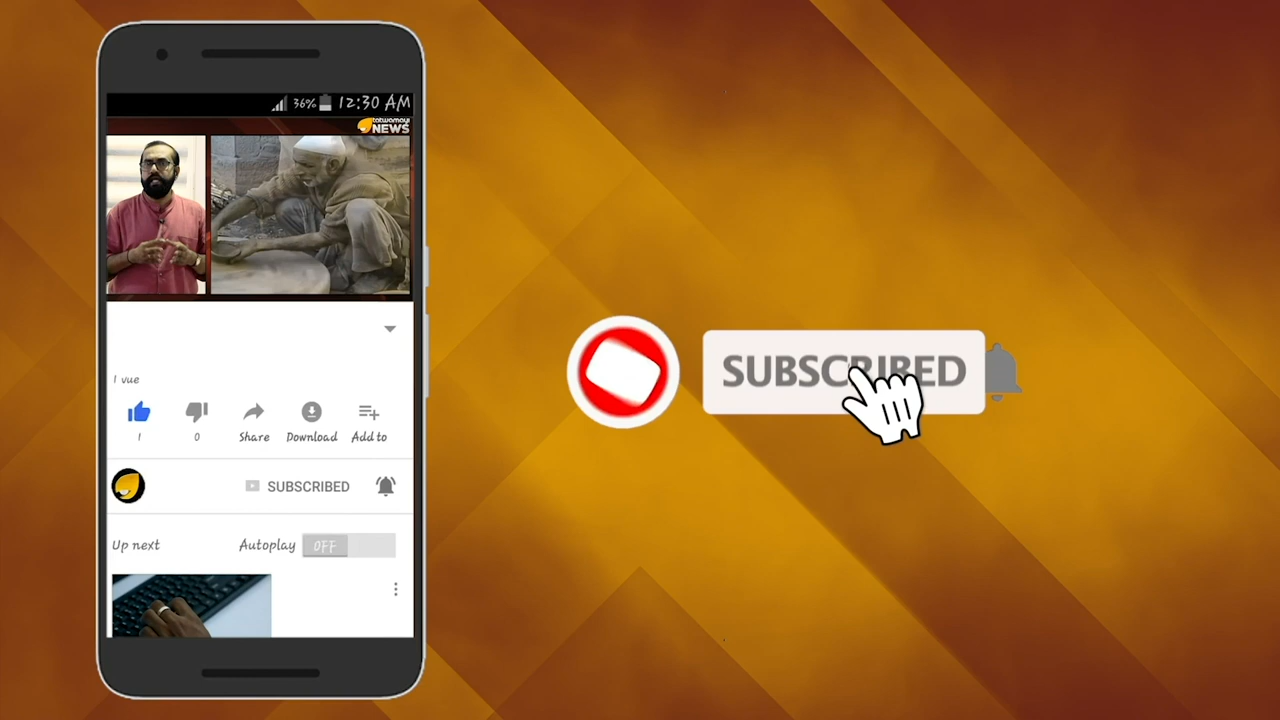 36% 12:30 AM
tatwamayi
NEWS
1 vue
1
0
Share
Download
Add to
SUBSCRIBED
Up next
Autoplay
OFF
SUBSCRIBED